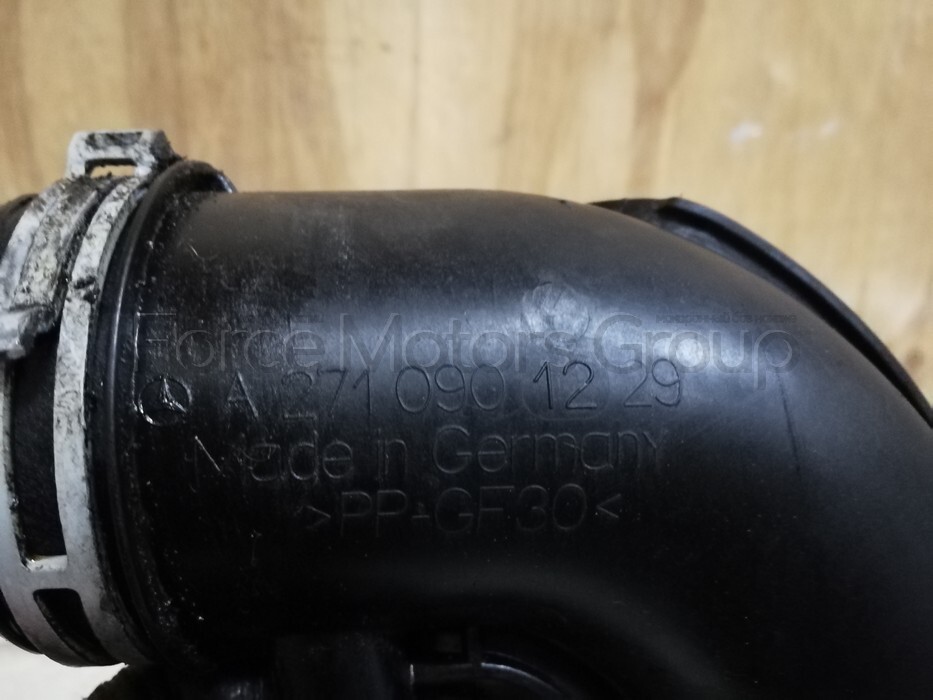 Force Motors Group
A 271 090 12 29
Made in Germany
>PP+GF30<